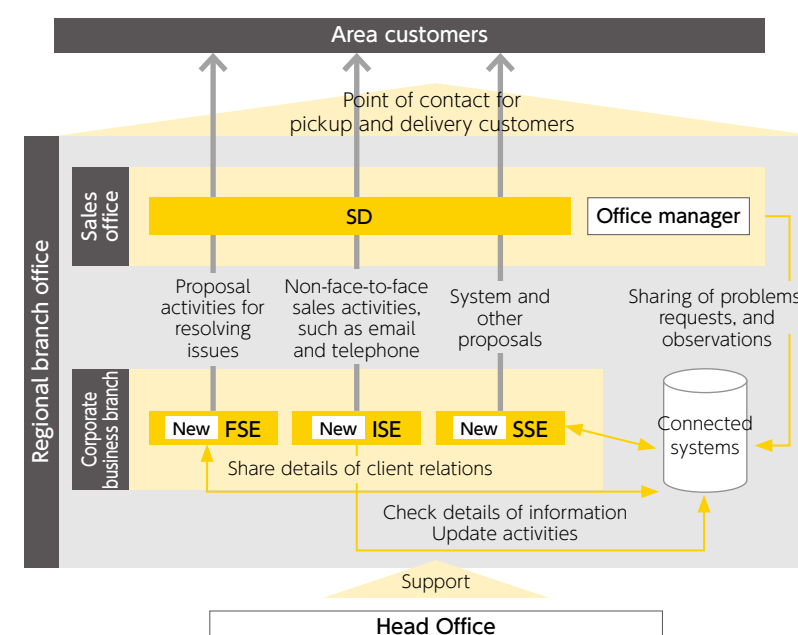 Area customers
Point of contact for
pickup and delivery customers
Regional branch office
Sales
office
SD
Office manager
Proposal
activities for
resolving
issues
Non-face-to-face
sales activities,
such as email
and telephone
System and
other
proposals
Sharing of problems,
requests, and
observations
Corporate
business branch
New FSE
New ISE
New SSE
Connected
systems
Share details of client relations
Check details of information
Update activities
Support
Head Office